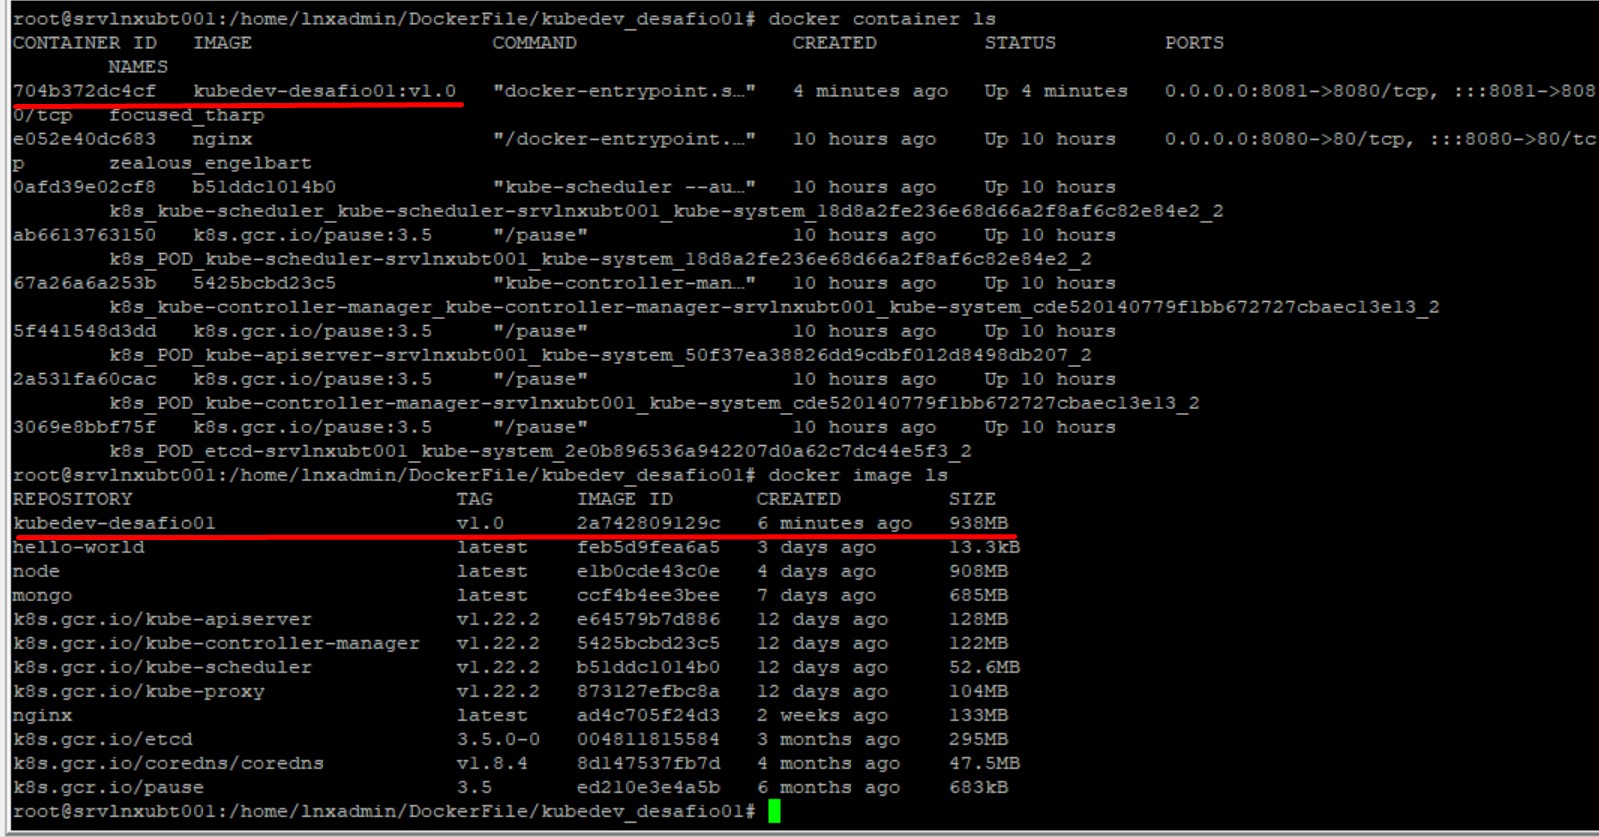 root@srvlnxubt001:/home/lnxadmin/DockerFile/kubedev_desafio01# docker container ls
CONTAINER ID   IMAGE                    COMMAND                  CREATED         STATUS         PORTS
        NAMES
704b372dc4cf   kubedev-desafio01:v1.0   "docker-entrypoint.s…"   4 minutes ago   Up 4 minutes   0.0.0.0:8081->8080/tcp, :::8081->808
0/tcp   focused_tharp
e052e40dc683   nginx                    "/docker-entrypoint.…"   10 hours ago    Up 10 hours    0.0.0.0:8080->80/tcp, :::8080->80/tc
p       zealous_engelbart
0afd39e02cf8   b51ddc1014b0             "kube-scheduler --au…"   10 hours ago    Up 10 hours
        k8s_kube-scheduler_kube-scheduler-srvlnxubt001_kube-system_18d8a2fe236e68d66a2f8af6c82e84e2_2
ab6613763150   k8s.gcr.io/pause:3.5     "/pause"                 10 hours ago    Up 10 hours
        k8s_POD_kube-scheduler-srvlnxubt001_kube-system_18d8a2fe236e68d66a2f8af6c82e84e2_2
67a26a6a253b   5425bcbd23c5             "kube-controller-man…"   10 hours ago    Up 10 hours
        k8s_kube-controller-manager_kube-controller-manager-srvlnxubt001_kube-system_cde520140779f1bb672727cbaec13e13_2
5f441548d3dd   k8s.gcr.io/pause:3.5     "/pause"                 10 hours ago    Up 10 hours
        k8s_POD_kube-apiserver-srvlnxubt001_kube-system_50f37ea38826dd9cdbf012d8498db207_2
2a531fa60cac   k8s.gcr.io/pause:3.5     "/pause"                 10 hours ago    Up 10 hours
        k8s_POD_kube-controller-manager-srvlnxubt001_kube-system_cde520140779f1bb672727cbaec13e13_2
3069e8bbf75f   k8s.gcr.io/pause:3.5     "/pause"                 10 hours ago    Up 10 hours
        k8s_POD_etcd-srvlnxubt001_kube-system_2e0b896536a942207d0a62c7dc44e5f3_2
root@srvlnxubt001:/home/lnxadmin/DockerFile/kubedev_desafio01# docker image ls
REPOSITORY                           TAG       IMAGE ID       CREATED         SIZE
kubedev-desafio01                    v1.0      2a742809129c   6 minutes ago   938MB
hello-world                          latest    feb5d9fea6a5   3 days ago      13.3kB
node                                 latest    e1b0cde43c0e   4 days ago      908MB
mongo                                latest    ccf4b4ee3bee   7 days ago      685MB
k8s.gcr.io/kube-apiserver            v1.22.2   e64579b7d886   12 days ago     128MB
k8s.gcr.io/kube-controller-manager   v1.22.2   5425bcbd23c5   12 days ago     122MB
k8s.gcr.io/kube-scheduler            v1.22.2   b51ddc1014b0   12 days ago     52.6MB
k8s.gcr.io/kube-proxy                v1.22.2   873127efbc8a   12 days ago     104MB
nginx                                latest    ad4c705f24d3   2 weeks ago     133MB
k8s.gcr.io/etcd                      3.5.0-0   004811815584   3 months ago    295MB
k8s.gcr.io/coredns/coredns           v1.8.4    8d147537fb7d   4 months ago    47.5MB
k8s.gcr.io/pause                     3.5       ed210e3e4a5b   6 months ago    683kB
root@srvlnxubt001:/home/lnxadmin/DockerFile/kubedev_desafio01#